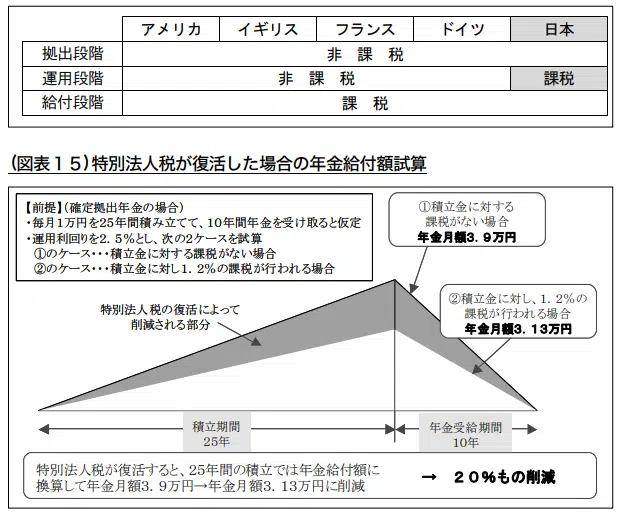 アメリカ イギリス フランス ドイツ 日本
拠出段階 非 課 税
運用段階 非 課 税 課税
給付段階 課 税
(図表15)特別法人税が復活した場合の年金給付額試算
【前提】(確定拠出年金の場合)
・毎月1万円を25年間積み立てて、10年間年金を受け取ると仮定
・運用利回りを2.5%とし、次の2ケースを試算
①のケース・・・積立金に対する課税がない場合
②のケース・・・積立金に対し1.2%の課税が行われる場合
①積立金に対する
課税がない場合
年金月額3.9万円
②積立金に対し、1.2%の
課税が行われる場合
年金月額3.13万円
特別法人税の復活によって
削減される部分
積立期間
25年
年金受給期間
10年
特別法人税が復活すると、25年間の積立では年金給付額に
換算して年金月額3.9万円→年金月額3.13万円に削減
→ 20%もの削減